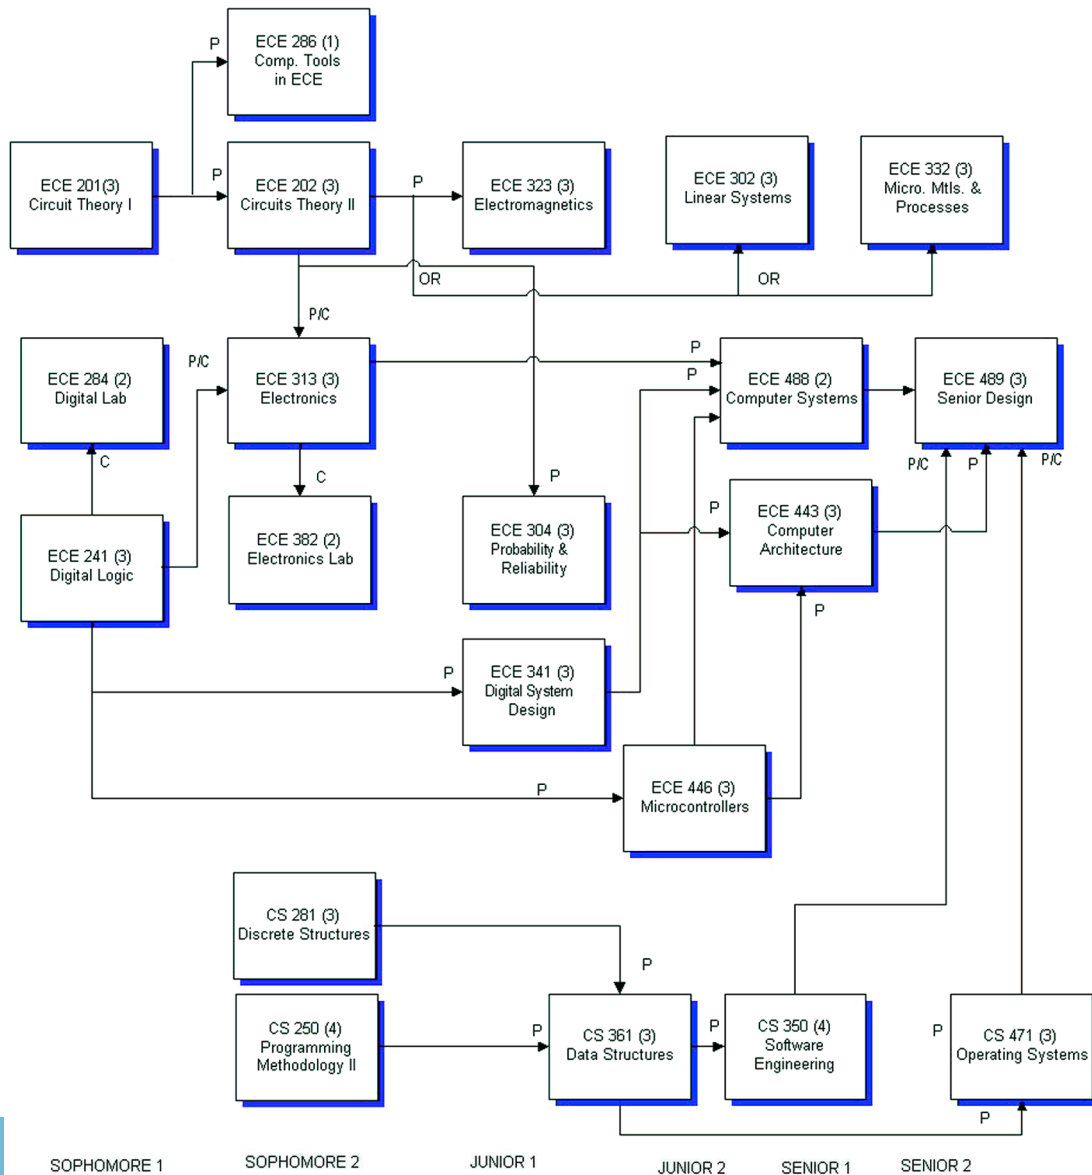 P
ECE 286 (1)
Comp. Tools
in ECE
ECE 201(3)
Circuit Theory I
P
ECE 202 (3)
Circuits Theory II
P
ECE 323 (3)
Electromagnetics
ECE 302 (3)
Linear Systems
ECE 332 (3)
Micro. Mtls. &
Processes
OR
OR
P/C
ECE 284 (2)
Digital Lab
P/C
ECE 313 (3)
Electronics
P
P
ECE 488 (2)
Computer Systems
ECE 489 (3)
Senior Design
C
C
P/C
P
P/C
P
ECE 241 (3)
Digital Logic
ECE 382 (2)
Electronics Lab
ECE 304 (3)
Probability &
Reliability
P
ECE 443 (3)
Computer
Architecture
P
P
ECE 341 (3)
Digital System
Design
P
ECE 446 (3)
Microcontrollers
CS 281 (3)
Discrete Structures
P
CS 250 (4)
Programming
Methodology II
P
CS 361 (3)
Data Structures
P
CS 350 (4)
Software
Engineering
P
CS 471 (3)
Operating Systems
P
SOPHOMORE 1
SOPHOMORE 2
JUNIOR 1
JUNIOR 2
SENIOR 1
SENIOR 2